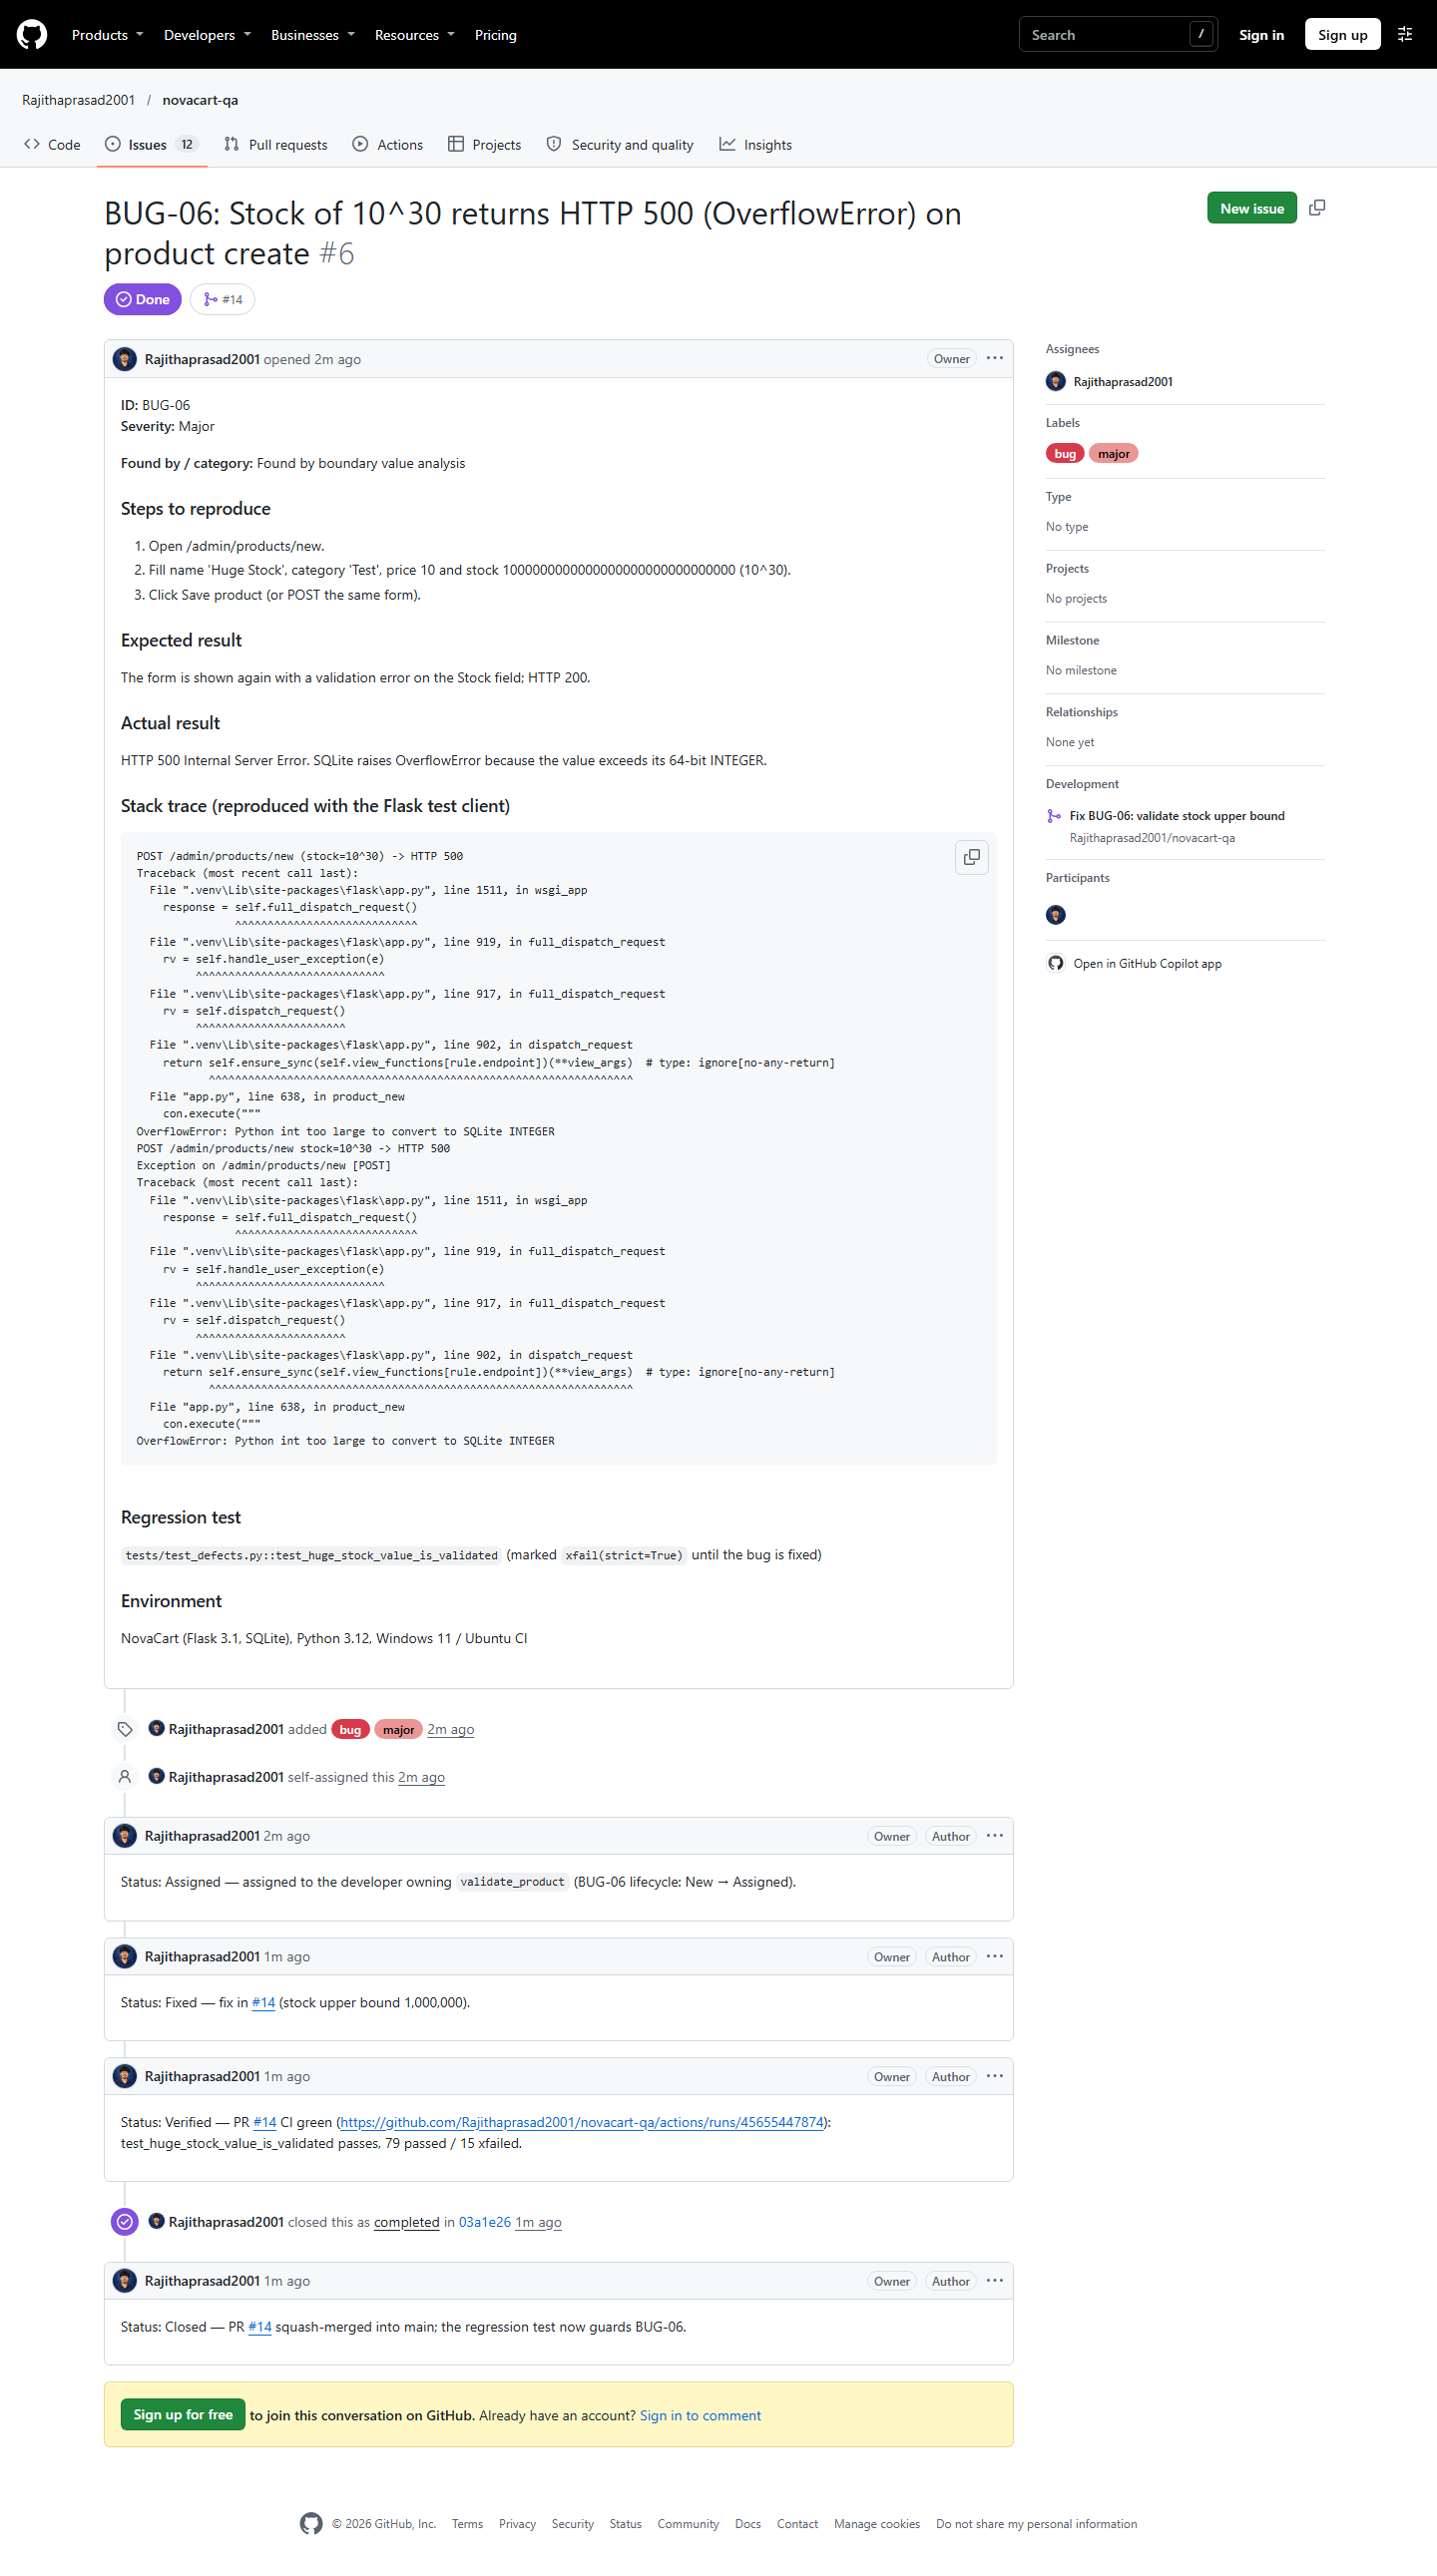 Products
Developers
Businesses
Resources
Pricing
Search
/
Sign in
Sign up
Rajithaprasad2001 / novacart-qa
Code
Issues 12
Pull requests
Actions
Projects
Security and quality
Insights
BUG-06: Stock of 10^30 returns HTTP 500 (OverflowError) on
product create #6
New issue
Done
#14
Rajithaprasad2001 opened 2m ago
Owner
ID: BUG-06
Severity: Major
Found by / category: Found by boundary value analysis
Steps to reproduce
1. Open /admin/products/new.
2. Fill name 'Huge Stock', category 'Test', price 10 and stock 1000000000000000000000000000000 (10^30).
3. Click Save product (or POST the same form).
Expected result
The form is shown again with a validation error on the Stock field; HTTP 200.
Actual result
HTTP 500 Internal Server Error. SQLite raises OverflowError because the value exceeds its 64-bit INTEGER.
Stack trace (reproduced with the Flask test client)
POST /admin/products/new (stock=10^30) -> HTTP 500
Traceback (most recent call last):
  File ".venv\Lib\site-packages\flask\app.py", line 1511, in wsgi_app
    response = self.full_dispatch_request()
               ^^^^^^^^^^^^^^^^^^^^^^^^^^^^
  File ".venv\Lib\site-packages\flask\app.py", line 919, in full_dispatch_request
    rv = self.handle_user_exception(e)
         ^^^^^^^^^^^^^^^^^^^^^^^^^^^^^
  File ".venv\Lib\site-packages\flask\app.py", line 917, in full_dispatch_request
    rv = self.dispatch_request()
         ^^^^^^^^^^^^^^^^^^^^^^^
  File ".venv\Lib\site-packages\flask\app.py", line 902, in dispatch_request
    return self.ensure_sync(self.view_functions[rule.endpoint])(**view_args)  # type: ignore[no-any-return]
           ^^^^^^^^^^^^^^^^^^^^^^^^^^^^^^^^^^^^^^^^^^^^^^^^^^^^^^^^^^^^^^^^^
  File "app.py", line 638, in product_new
    con.execute("""
OverflowError: Python int too large to convert to SQLite INTEGER
POST /admin/products/new stock=10^30 -> HTTP 500
Exception on /admin/products/new [POST]
Traceback (most recent call last):
  File ".venv\Lib\site-packages\flask\app.py", line 1511, in wsgi_app
    response = self.full_dispatch_request()
               ^^^^^^^^^^^^^^^^^^^^^^^^^^^^
  File ".venv\Lib\site-packages\flask\app.py", line 919, in full_dispatch_request
    rv = self.handle_user_exception(e)
         ^^^^^^^^^^^^^^^^^^^^^^^^^^^^^
  File ".venv\Lib\site-packages\flask\app.py", line 917, in full_dispatch_request
    rv = self.dispatch_request()
         ^^^^^^^^^^^^^^^^^^^^^^^
  File ".venv\Lib\site-packages\flask\app.py", line 902, in dispatch_request
    return self.ensure_sync(self.view_functions[rule.endpoint])(**view_args)  # type: ignore[no-any-return]
           ^^^^^^^^^^^^^^^^^^^^^^^^^^^^^^^^^^^^^^^^^^^^^^^^^^^^^^^^^^^^^^^^^
  File "app.py", line 638, in product_new
    con.execute("""
OverflowError: Python int too large to convert to SQLite INTEGER
Regression test
tests/test_defects.py::test_huge_stock_value_is_validated (marked xfail(strict=True) until the bug is fixed)
Environment
NovaCart (Flask 3.1, SQLite), Python 3.12, Windows 11 / Ubuntu CI
Rajithaprasad2001 added bug major 2m ago
Rajithaprasad2001 self-assigned this 2m ago
Rajithaprasad2001 2m ago
Owner
Author
Status: Assigned — assigned to the developer owning validate_product (BUG-06 lifecycle: New → Assigned).
Rajithaprasad2001 1m ago
Owner
Author
Status: Fixed — fix in #14 (stock upper bound 1,000,000).
Rajithaprasad2001 1m ago
Owner
Author
Status: Verified — PR #14 CI green (https://github.com/Rajithaprasad2001/novacart-qa/actions/runs/45655447874):
test_huge_stock_value_is_validated passes, 79 passed / 15 xfailed.
Rajithaprasad2001 closed this as completed in 03a1e26 1m ago
Rajithaprasad2001 1m ago
Owner
Author
Status: Closed — PR #14 squash-merged into main; the regression test now guards BUG-06.
Sign up for free to join this conversation on GitHub. Already have an account? Sign in to comment
Assignees
Rajithaprasad2001
Labels
bug major
Type
No type
Projects
No projects
Milestone
No milestone
Relationships
None yet
Development
Fix BUG-06: validate stock upper bound
Rajithaprasad2001/novacart-qa
Participants
Open in GitHub Copilot app
© 2026 GitHub, Inc. Terms Privacy Security Status Community Docs Contact Manage cookies Do not share my personal information